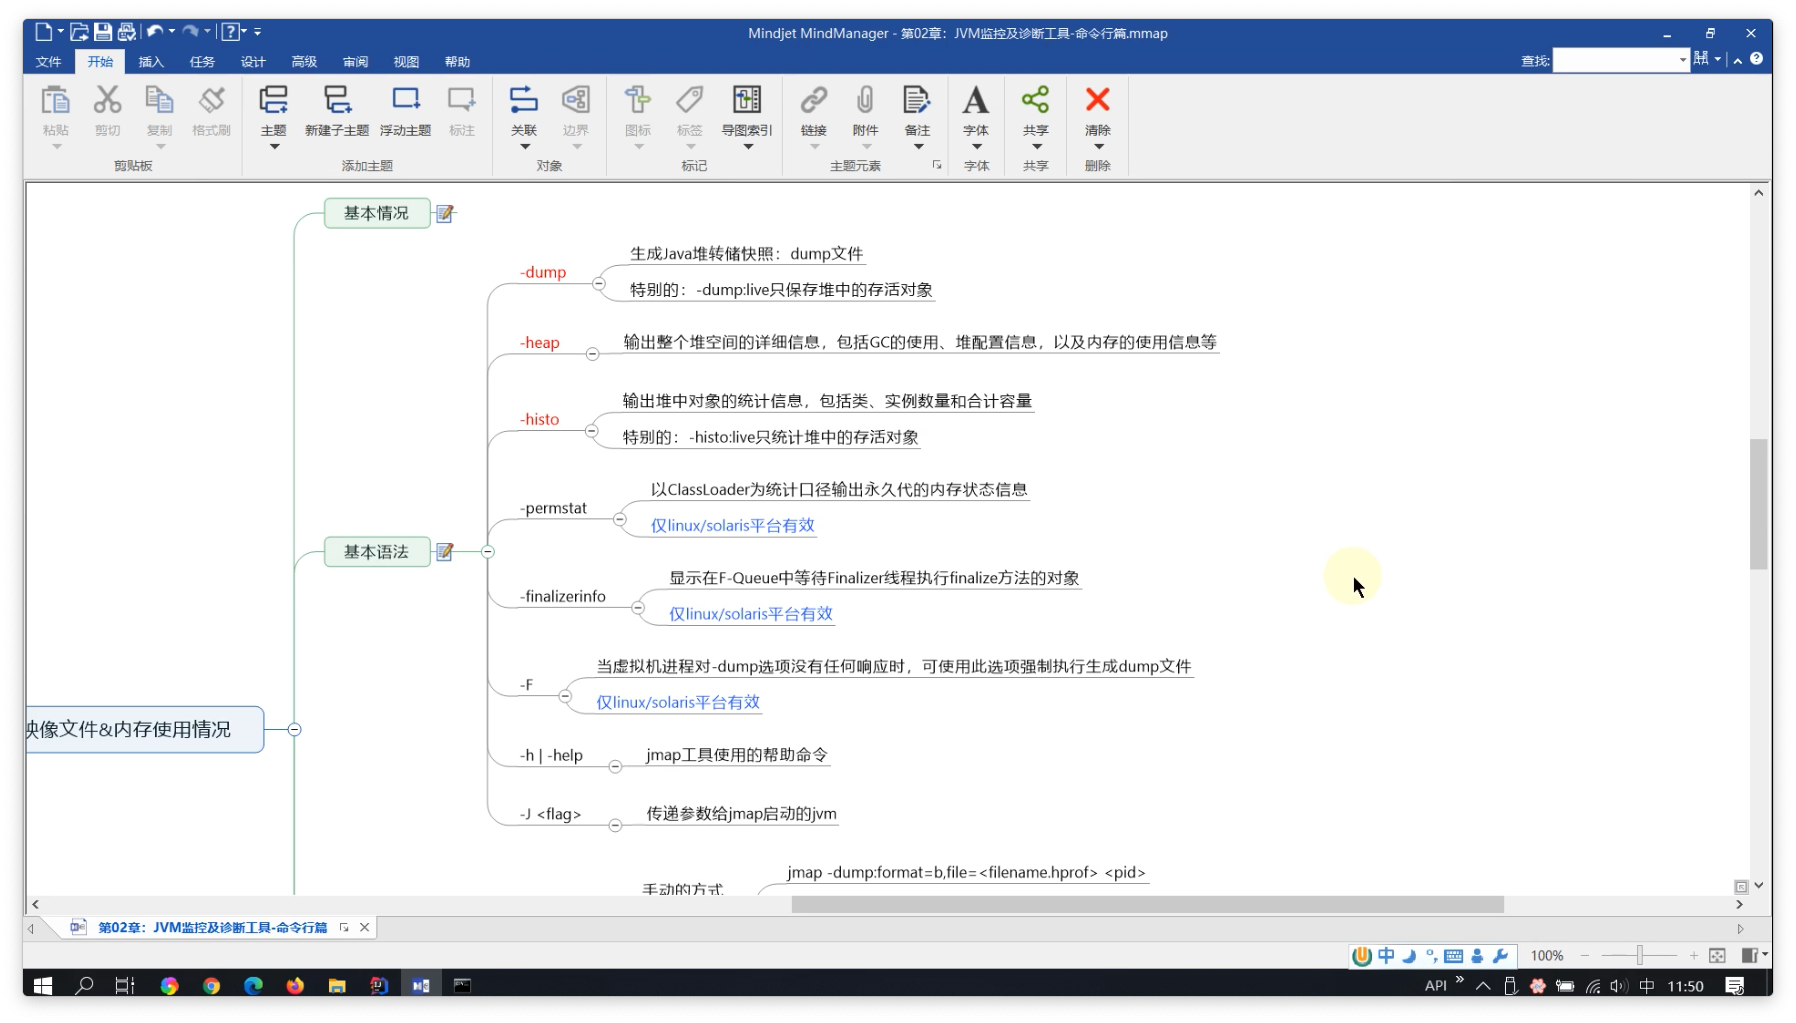 Mindjet MindManager - 第02章：JVM监控及诊断工具-命令行篇.mmap
文件 开始 插入 任务 设计 高级 审阅 视图 帮助 查找:
粘贴 剪切 复制 格式刷 主题 新建子主题 浮动主题 标注 关联 边界 图标 标签 导图索引 链接 附件 备注 字体 共享 清除
剪贴板 添加主题 对象 标记 主题元素 字体 共享 删除
基本情况
-dump
生成Java堆转储快照：dump文件
特别的：-dump:live只保存堆中的存活对象
-heap
输出整个堆空间的详细信息，包括GC的使用、堆配置信息，以及内存的使用信息等
-histo
输出堆中对象的统计信息，包括类、实例数量和合计容量
特别的：-histo:live只统计堆中的存活对象
-permstat
以ClassLoader为统计口径输出永久代的内存状态信息
仅linux/solaris平台有效
基本语法
-finalizerinfo
显示在F-Queue中等待Finalizer线程执行finalize方法的对象
仅linux/solaris平台有效
-F
当虚拟机进程对-dump选项没有任何响应时，可使用此选项强制执行生成dump文件
仅linux/solaris平台有效
映像文件&内存使用情况
-h | -help
jmap工具使用的帮助命令
-J <flag>
传递参数给jmap启动的jvm
手动的方式
jmap -dump:format=b,file=<filename.hprof> <pid>
第02章：JVM监控及诊断工具-命令行篇
中
100%
API
中 11:50